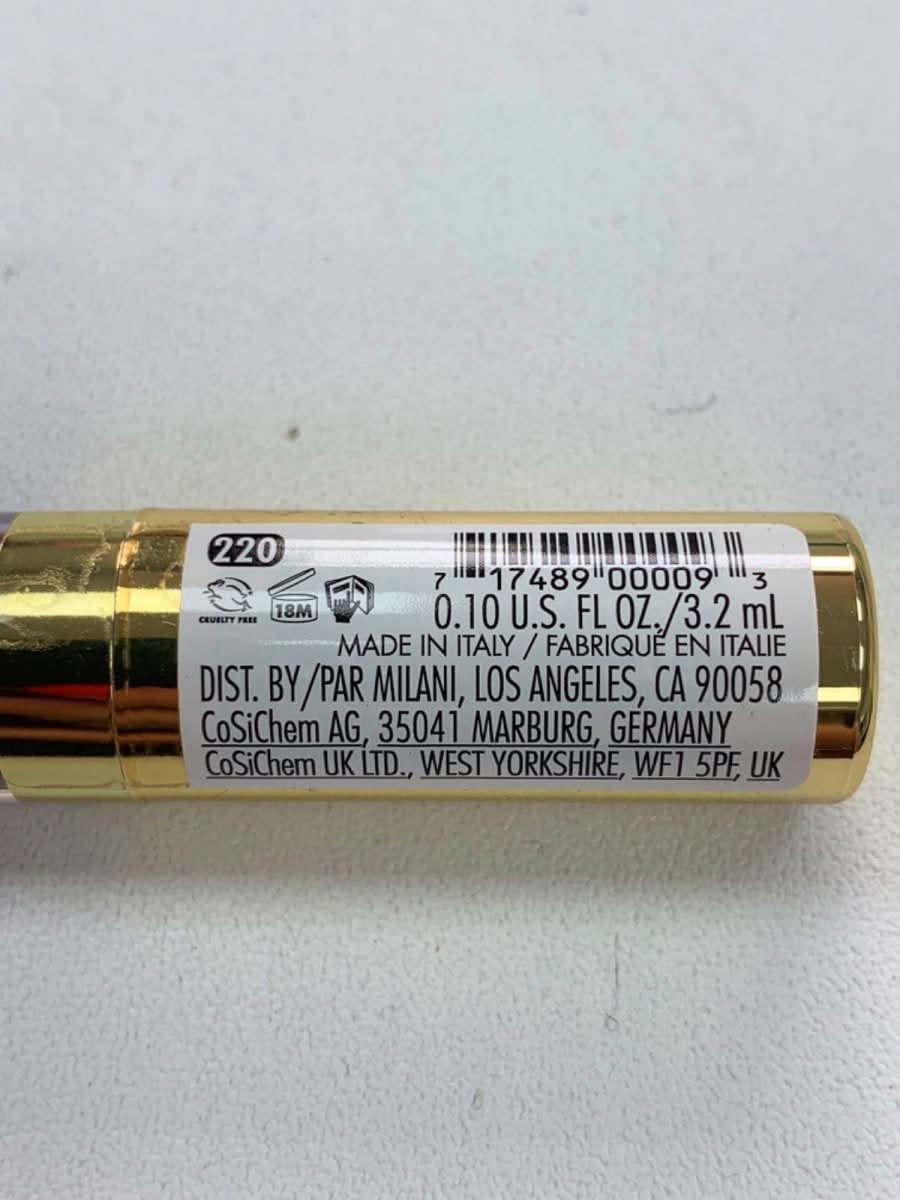 220
7 17489 00009 3
CRUELTY FREE
18M
0.10 U.S. FL OZ./3.2 mL
MADE IN ITALY / FABRIQUÉ EN ITALIE
DIST. BY/PAR MILANI, LOS ANGELES, CA 90058
CoSiChem AG, 35041 MARBURG, GERMANY
CoSiChem UK LTD., WEST YORKSHIRE, WF1 5PF, UK